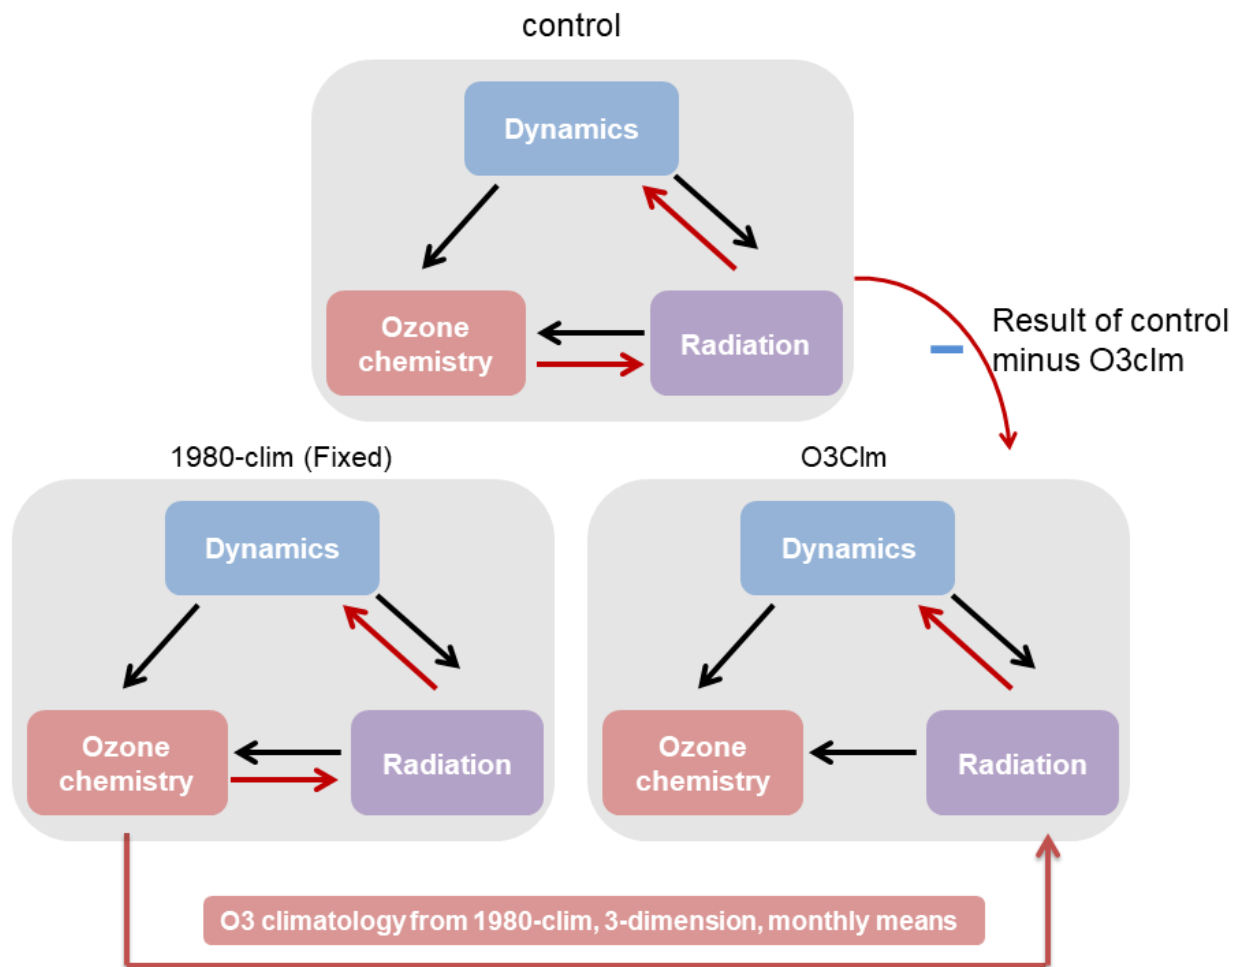 control
Dynamics
Ozone
chemistry
Radiation
Result of control
minus O3clm
1980-clim (Fixed)
Dynamics
Ozone
chemistry
Radiation
O3Clm
Dynamics
Ozone
chemistry
Radiation
O3 climatology from 1980-clim, 3-dimension, monthly means